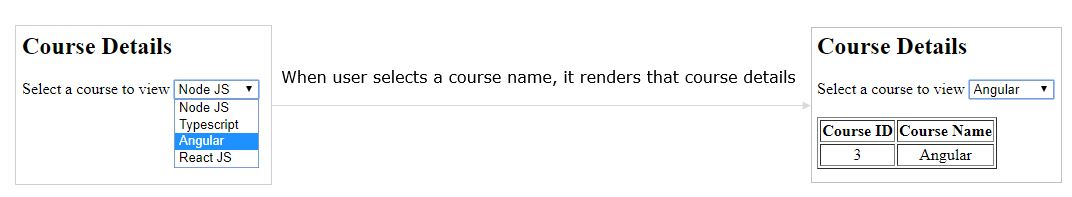 Course Details
Select a course to view Node JS
Node JS
Typescript
Angular
React JS
When user selects a course name, it renders that course details
Course Details
Select a course to view Angular
Course ID Course Name
3 Angular